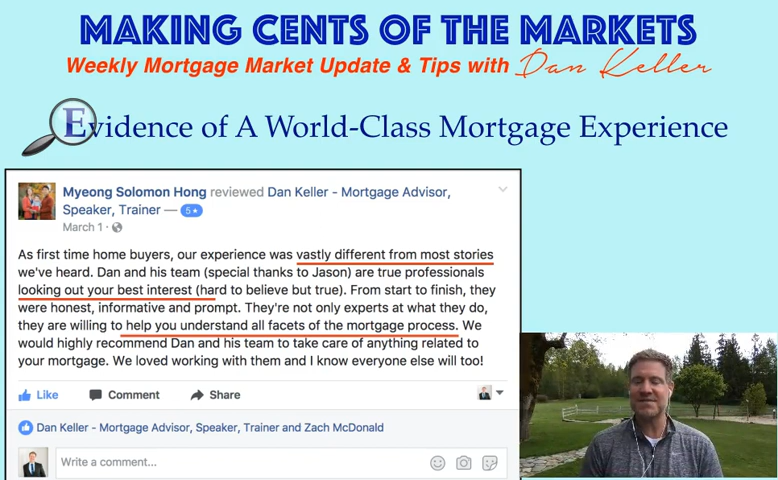 MAKING CENTS OF THE MARKETS
Weekly Mortgage Market Update & Tips with Dan Keller
Evidence of A World-Class Mortgage Experience
Myeong Solomon Hong reviewed Dan Keller - Mortgage Advisor,
Speaker, Trainer — 5★
March 1 ·
As first time home buyers, our experience was vastly different from most stories
we've heard. Dan and his team (special thanks to Jason) are true professionals
looking out your best interest (hard to believe but true). From start to finish, they
were honest, informative and prompt. They're not only experts at what they do,
they are willing to help you understand all facets of the mortgage process. We
would highly recommend Dan and his team to take care of anything related to
your mortgage. We loved working with them and I know everyone else will too!
Like Comment Share
Dan Keller - Mortgage Advisor, Speaker, Trainer and Zach McDonald
Write a comment...